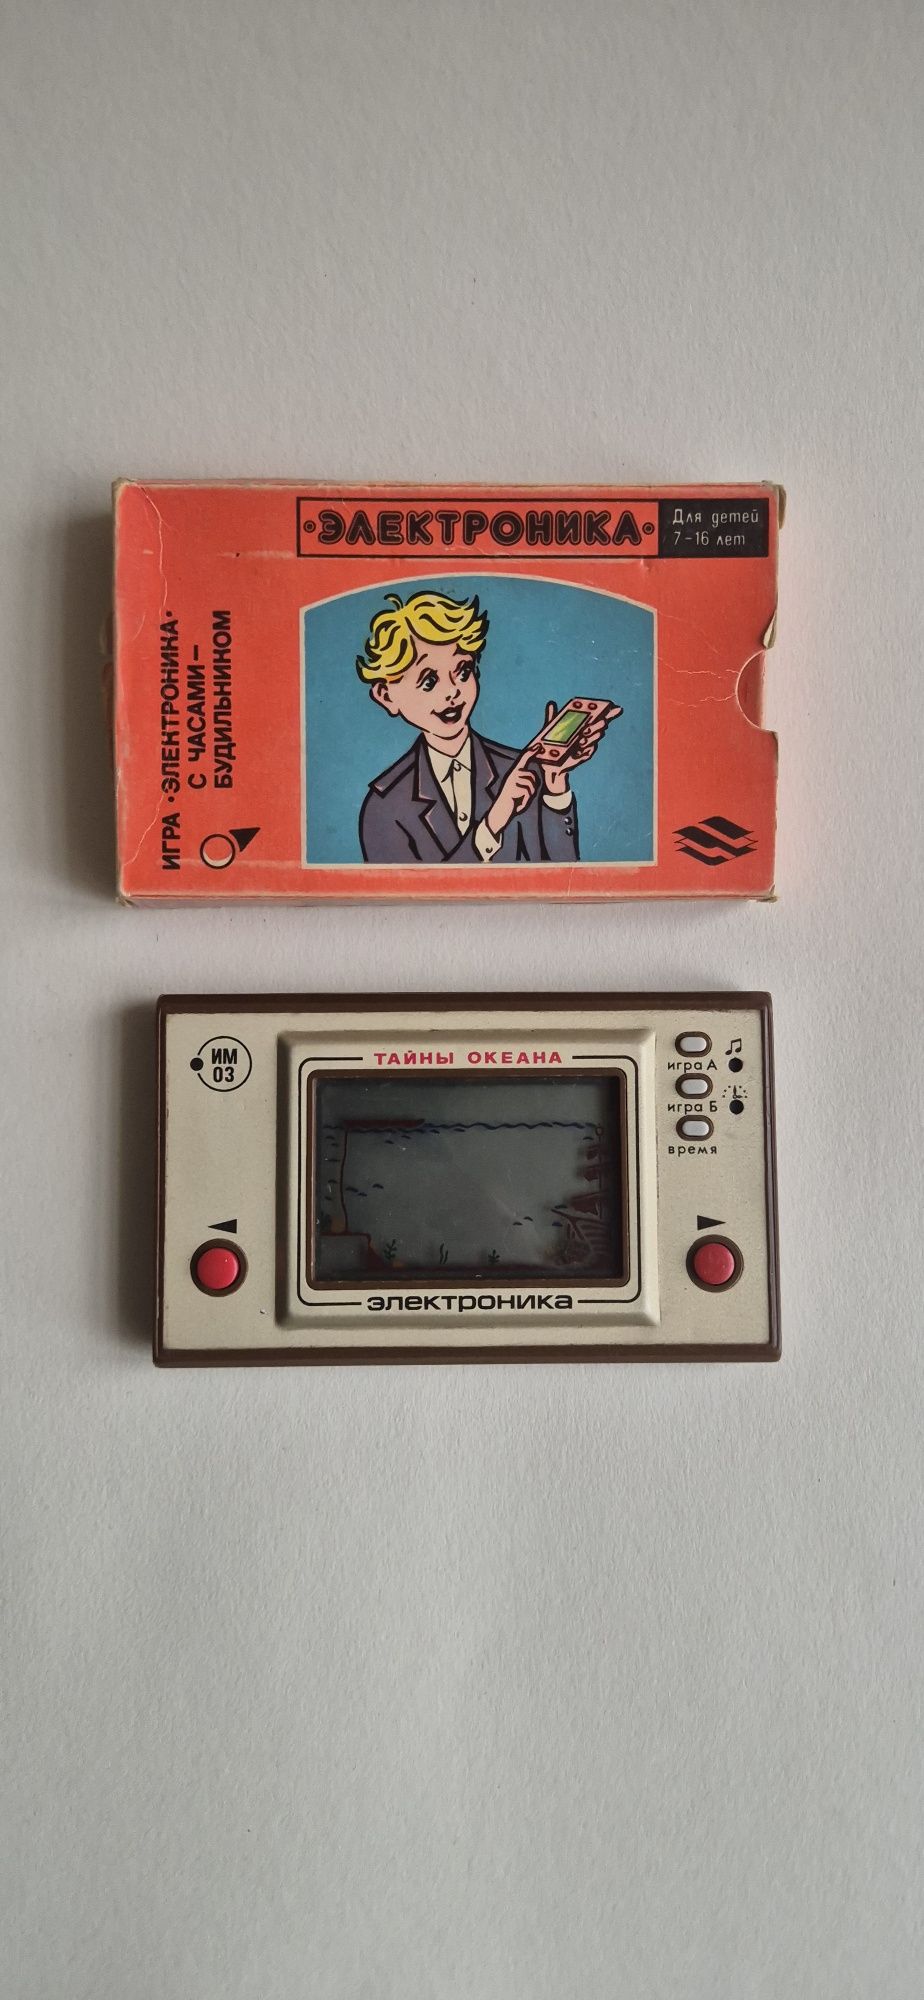 •ЭЛЕКТРОНИКА•
Для детей
7-16 лет
ИГРА •ЭЛЕКТРОНИКА•
С ЧАСАМИ-
БУДИЛЬНИКОМ
ИМ
03
ТАЙНЫ ОКЕАНА
игра А
игра Б
время
электроника